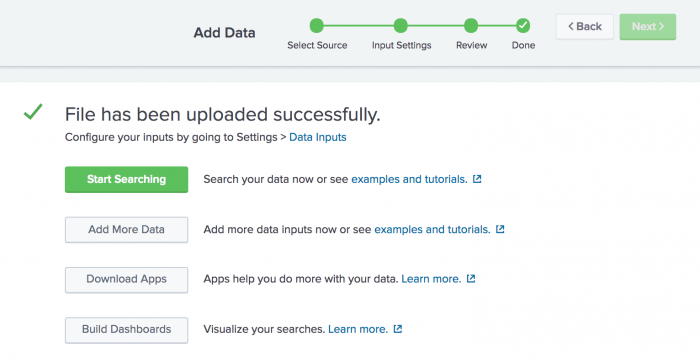 Add Data
Select Source
Input Settings
Review
Done
< Back
Next >
File has been uploaded successfully.
Configure your inputs by going to Settings > Data Inputs
Start Searching
Search your data now or see examples and tutorials.
Add More Data
Add more data inputs now or see examples and tutorials.
Download Apps
Apps help you do more with your data. Learn more.
Build Dashboards
Visualize your searches. Learn more.